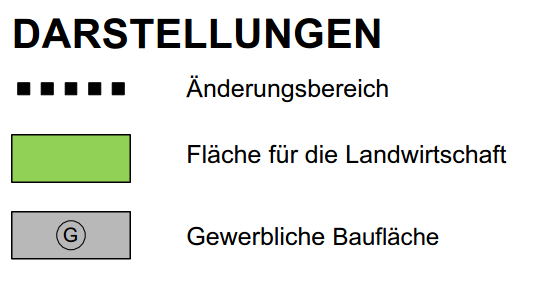 DARSTELLUNGEN
Änderungsbereich
Fläche für die Landwirtschaft
G Gewerbliche Baufläche